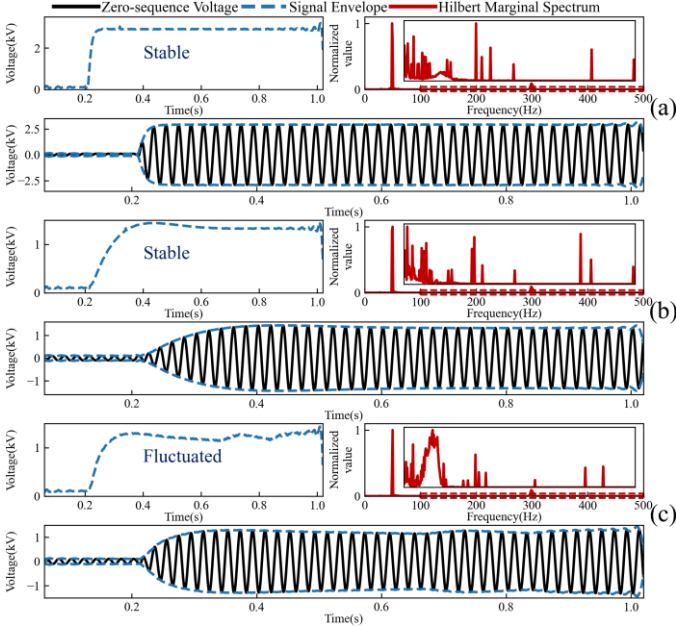 Zero-sequence Voltage Signal Envelope Hilbert Marginal Spectrum
Voltage(kV)
2
0
Stable
0.2 0.4 0.6 0.8 1.0
Time(s)
Normalized
value
1
0
0 100 200 300 400 500
Frequency(Hz)
(a)
Voltage(kV)
2.5
0.0
−2.5
0.2 0.4 0.6 0.8 1.0
Time(s)
Voltage(kV)
1
0
Stable
0.2 0.4 0.6 0.8 1.0
Time(s)
Normalized
value
1
0
0 100 200 300 400 500
Frequency(Hz)
(b)
Voltage(kV)
1
0
−1
0.2 0.4 0.6 0.8 1.0
Time(s)
Voltage(kV)
1
0
Fluctuated
0.2 0.4 0.6 0.8 1.0
Time(s)
Normalized
value
1
0
0 100 200 300 400 500
Frequency(Hz)
(c)
Voltage(kV)
1
0
−1
0.2 0.4 0.6 0.8 1.0
Time(s)